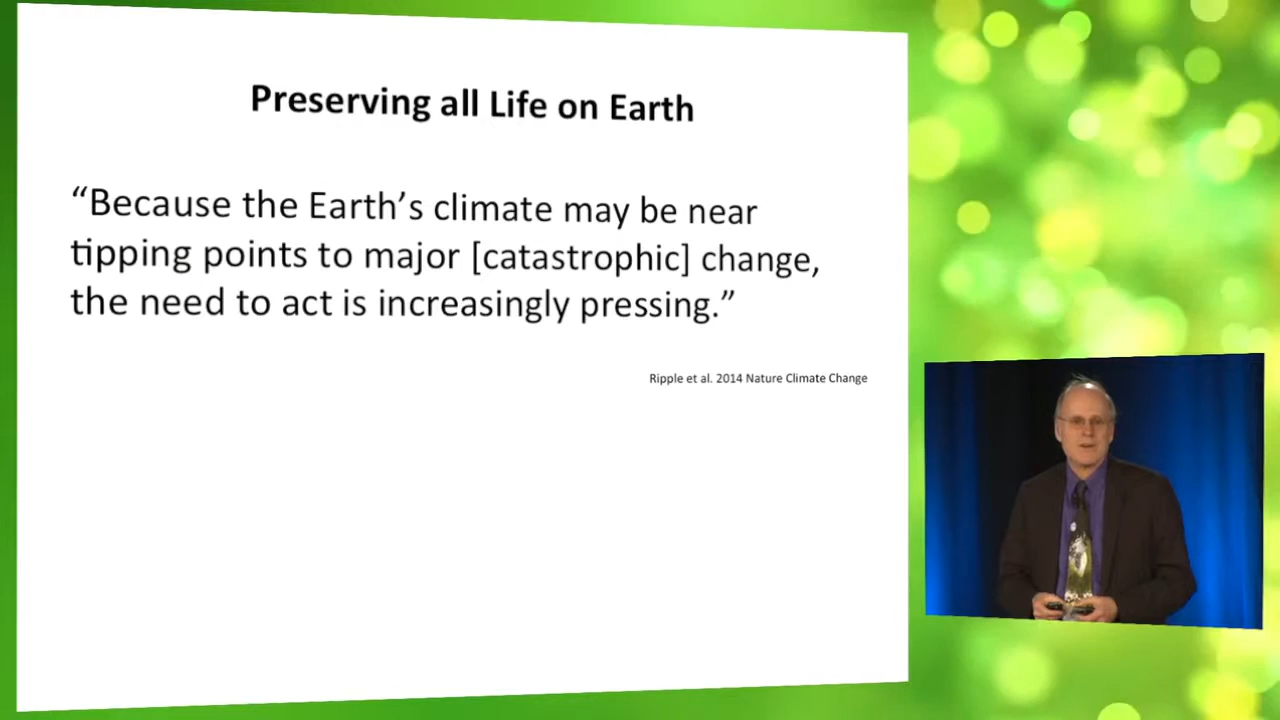 Preserving all Life on Earth
“Because the Earth’s climate may be near
tipping points to major [catastrophic] change,
the need to act is increasingly pressing.”
Ripple et al. 2014 Nature Climate Change